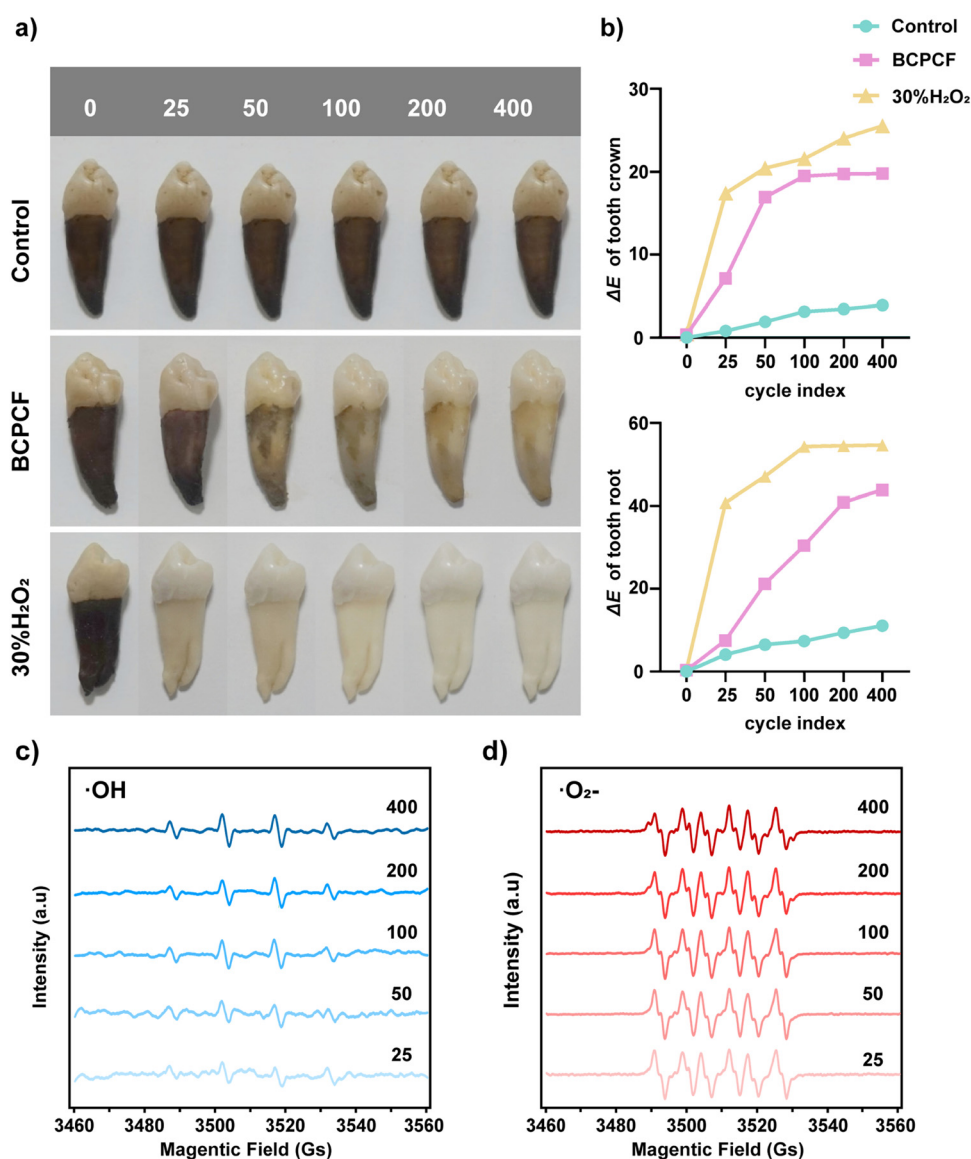 a)
0 25 50 100 200 400
Control
BCPCF
30%H₂O₂
b)
Control
BCPCF
30%H₂O₂
ΔE of tooth crown
30
20
10
0
0 25 50 100 200 400
cycle index
ΔE of tooth root
60
40
20
0
0 25 50 100 200 400
cycle index
c)
·OH
400
200
100
50
25
Intensity (a.u)
3460 3480 3500 3520 3540 3560
Magentic Field (Gs)
d)
·O₂-
400
200
100
50
25
Intensity (a.u)
3460 3480 3500 3520 3540 3560
Magentic Field (Gs)